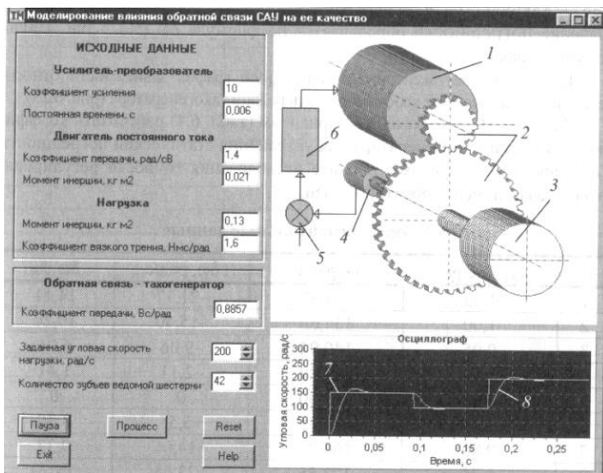 Моделирование влияния обратной связи САУ на ее качество
ИСХОДНЫЕ ДАННЫЕ
Усилитель-преобразователь
Коэффициент усиления 10
Постоянная времени, с 0,006
Двигатель постоянного тока
Коэффициент передачи, рад/сВ 1,4
Момент инерции, кг м2 0,021
Нагрузка
Момент инерции, кг м2 0,13
Коэффициент вязкого трения, Нмс/рад 1,6
Обратная связь - тахогенератор
Коэффициент передачи, Вс/рад 0,8857
Заданная угловая скорость
нагрузки, рад/с 200
Количество зубьев ведомой шестерни 42
Пауза Процесс Reset
Exit Help
1
2
3
4
5
6
Осциллограф
Угловая скорость, рад/с
300
250
200
150
100
50
0
7
8
0 0,05 0,1 0,15 0,2 0,25
Время, с